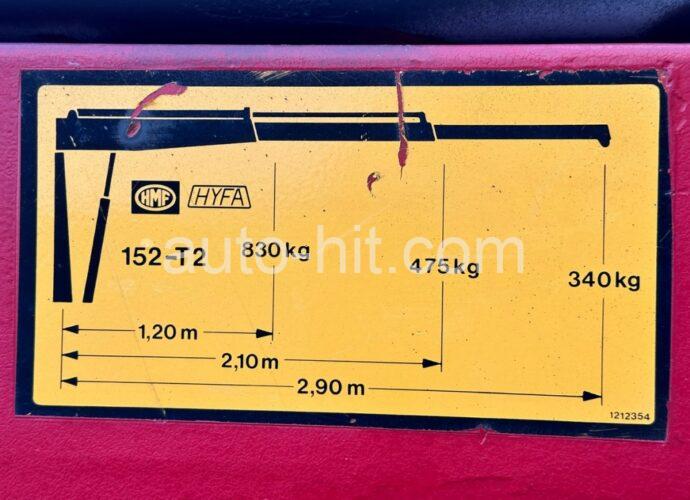 HMF HYFA
152-T2
830 kg
475 kg
340 kg
1,20 m
2,10 m
2,90 m
1212354
auto-hit.com